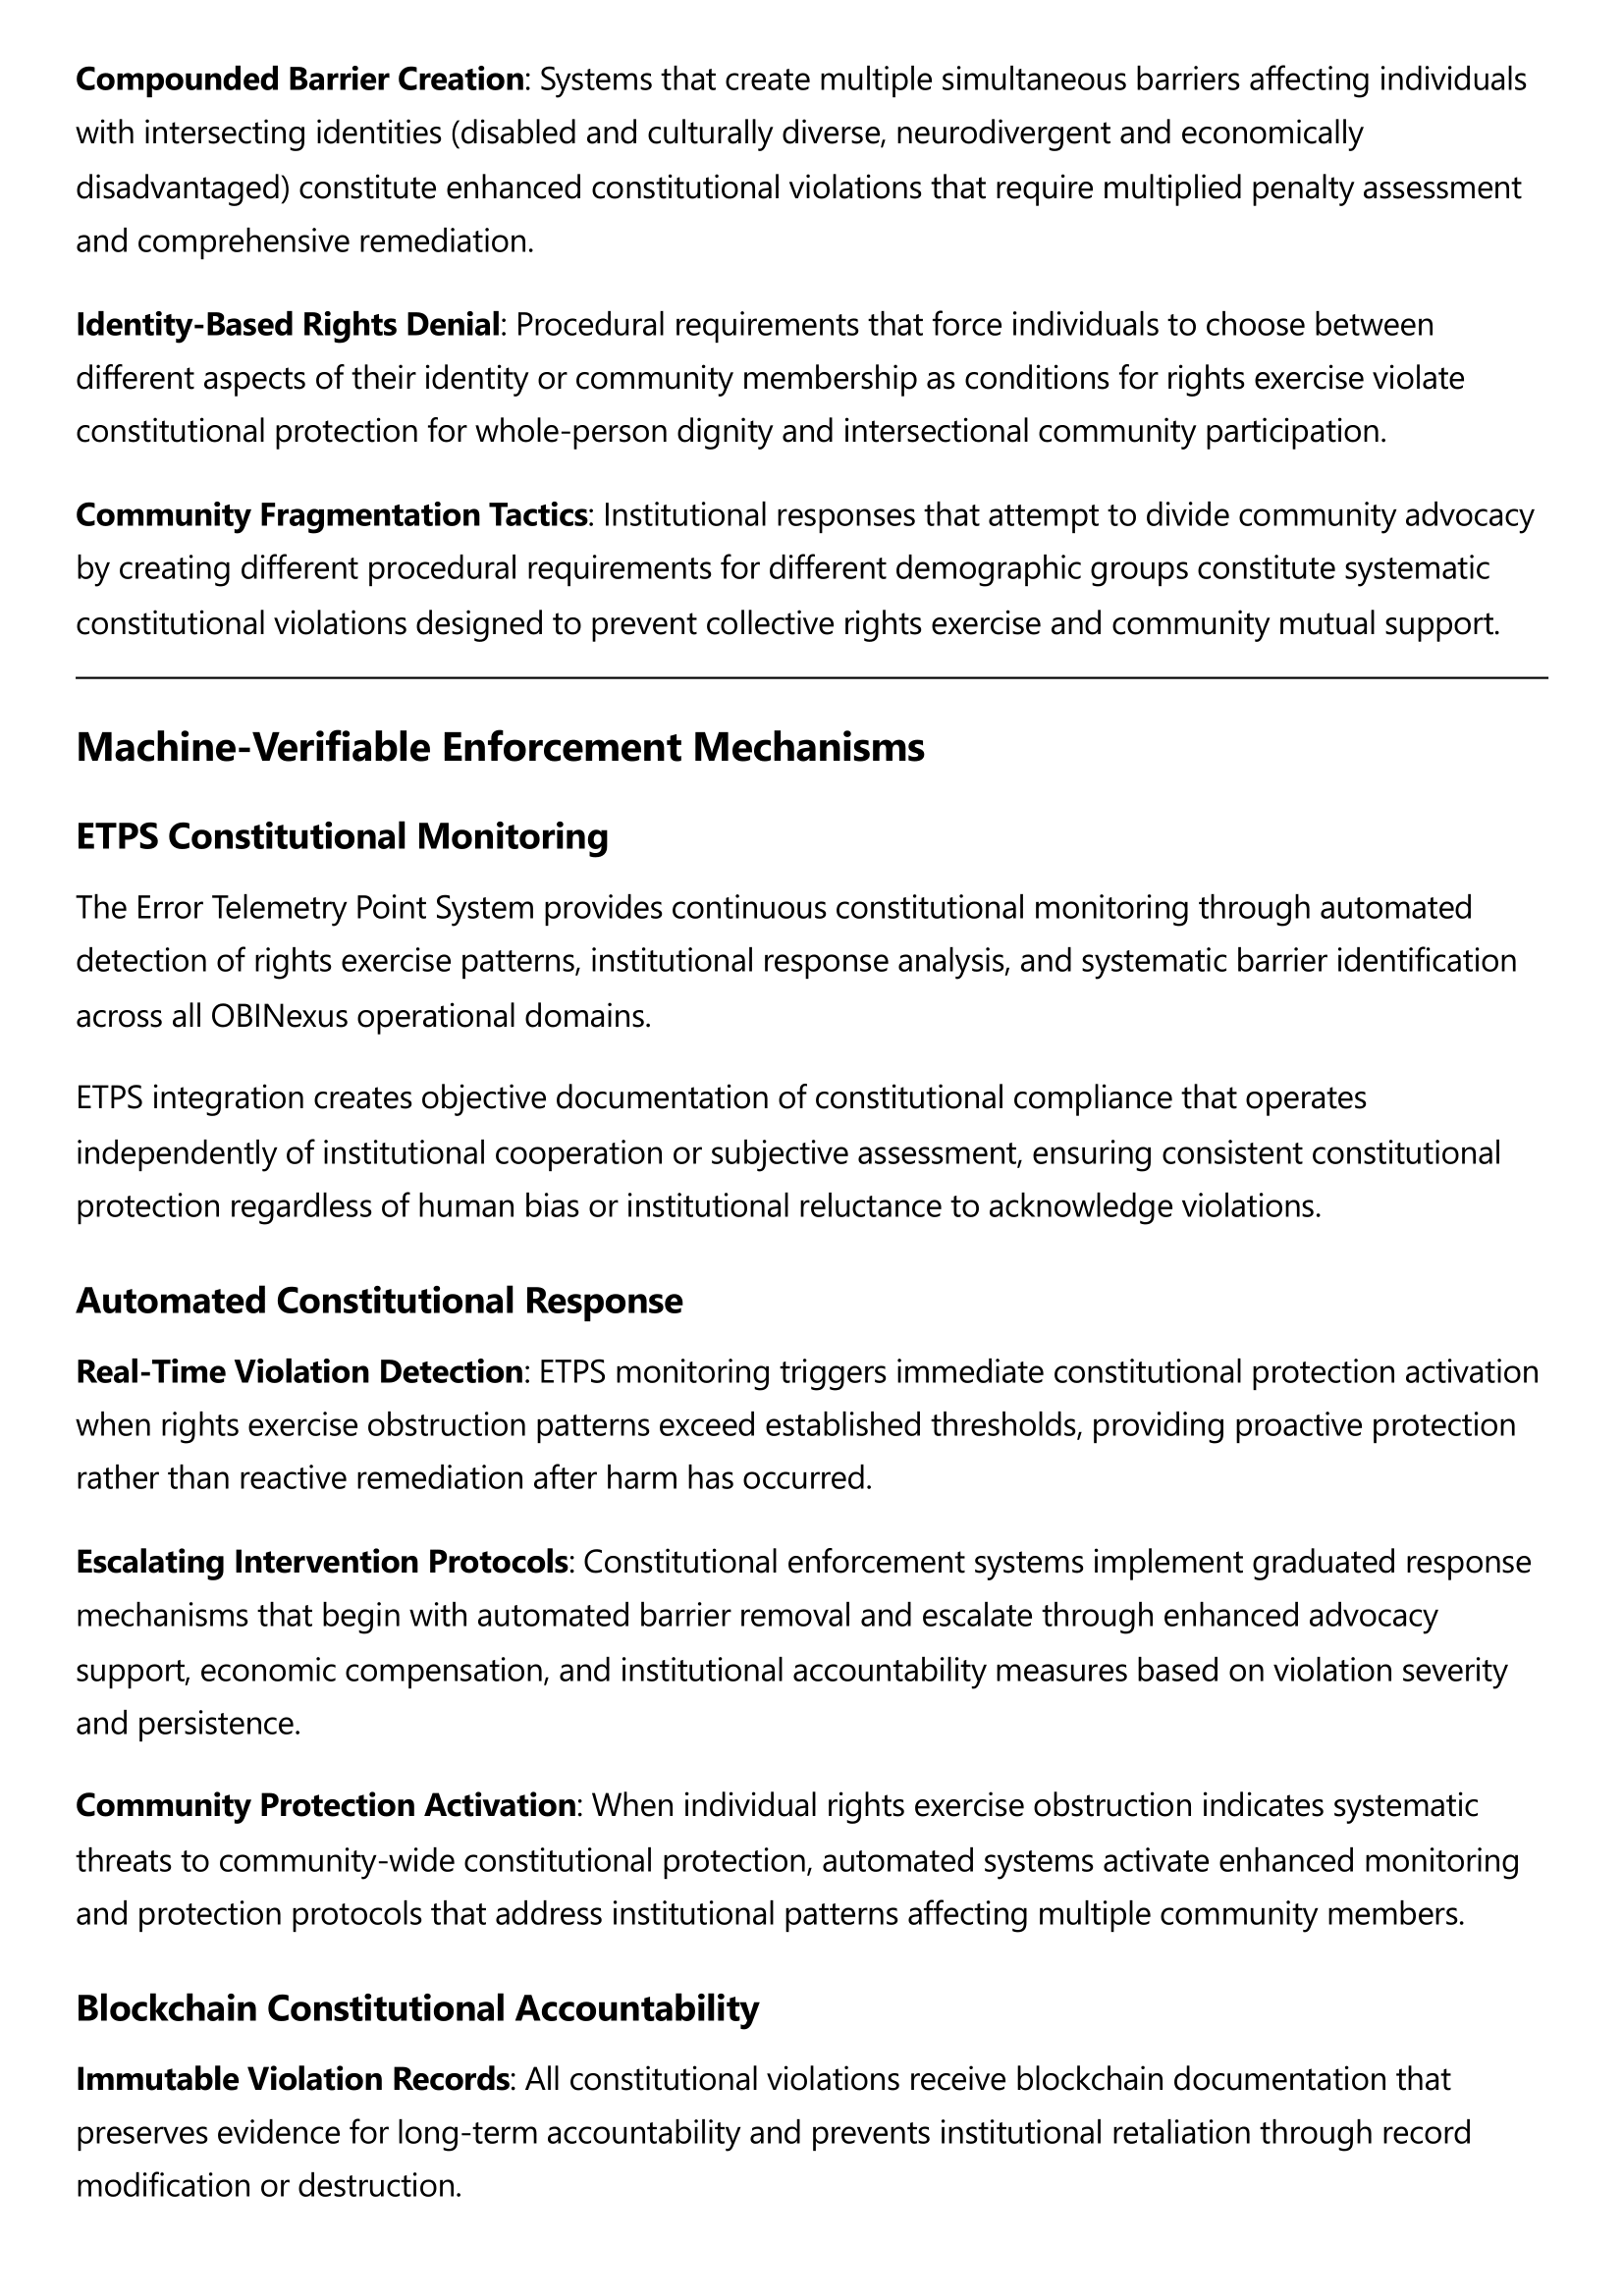 Compounded Barrier Creation: Systems that create multiple simultaneous barriers affecting individuals
with intersecting identities (disabled and culturally diverse, neurodivergent and economically
disadvantaged) constitute enhanced constitutional violations that require multiplied penalty assessment
and comprehensive remediation.
Identity-Based Rights Denial: Procedural requirements that force individuals to choose between
different aspects of their identity or community membership as conditions for rights exercise violate
constitutional protection for whole-person dignity and intersectional community participation.
Community Fragmentation Tactics: Institutional responses that attempt to divide community advocacy
by creating different procedural requirements for different demographic groups constitute systematic
constitutional violations designed to prevent collective rights exercise and community mutual support.
Machine-Verifiable Enforcement Mechanisms
ETPS Constitutional Monitoring
The Error Telemetry Point System provides continuous constitutional monitoring through automated
detection of rights exercise patterns, institutional response analysis, and systematic barrier identification
across all OBINexus operational domains.
ETPS integration creates objective documentation of constitutional compliance that operates
independently of institutional cooperation or subjective assessment, ensuring consistent constitutional
protection regardless of human bias or institutional reluctance to acknowledge violations.
Automated Constitutional Response
Real-Time Violation Detection: ETPS monitoring triggers immediate constitutional protection activation
when rights exercise obstruction patterns exceed established thresholds, providing proactive protection
rather than reactive remediation after harm has occurred.
Escalating Intervention Protocols: Constitutional enforcement systems implement graduated response
mechanisms that begin with automated barrier removal and escalate through enhanced advocacy
support, economic compensation, and institutional accountability measures based on violation severity
and persistence.
Community Protection Activation: When individual rights exercise obstruction indicates systematic
threats to community-wide constitutional protection, automated systems activate enhanced monitoring
and protection protocols that address institutional patterns affecting multiple community members.
Blockchain Constitutional Accountability
Immutable Violation Records: All constitutional violations receive blockchain documentation that
preserves evidence for long-term accountability and prevents institutional retaliation through record
modification or destruction.